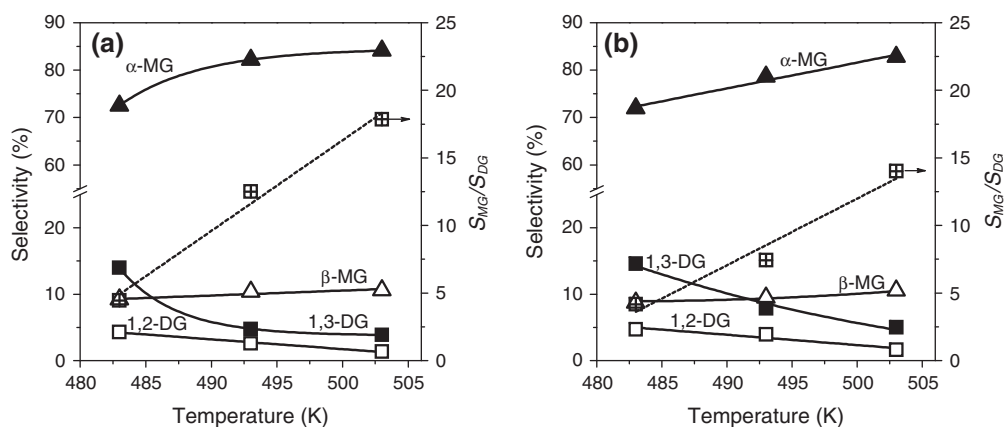 (a)
α-MG
1,3-DG
β-MG
1,2-DG
Selectivity (%)
90
80
70
60
20
10
5
0
25
20
15
10
5
0
S_MG/S_DG
480 485 490 495 500 505
Temperature (K)
(b)
α-MG
1,3-DG
β-MG
1,2-DG
Selectivity (%)
90
80
70
60
20
10
5
0
25
20
15
10
5
0
S_MG/S_DG
480 485 490 495 500 505
Temperature (K)